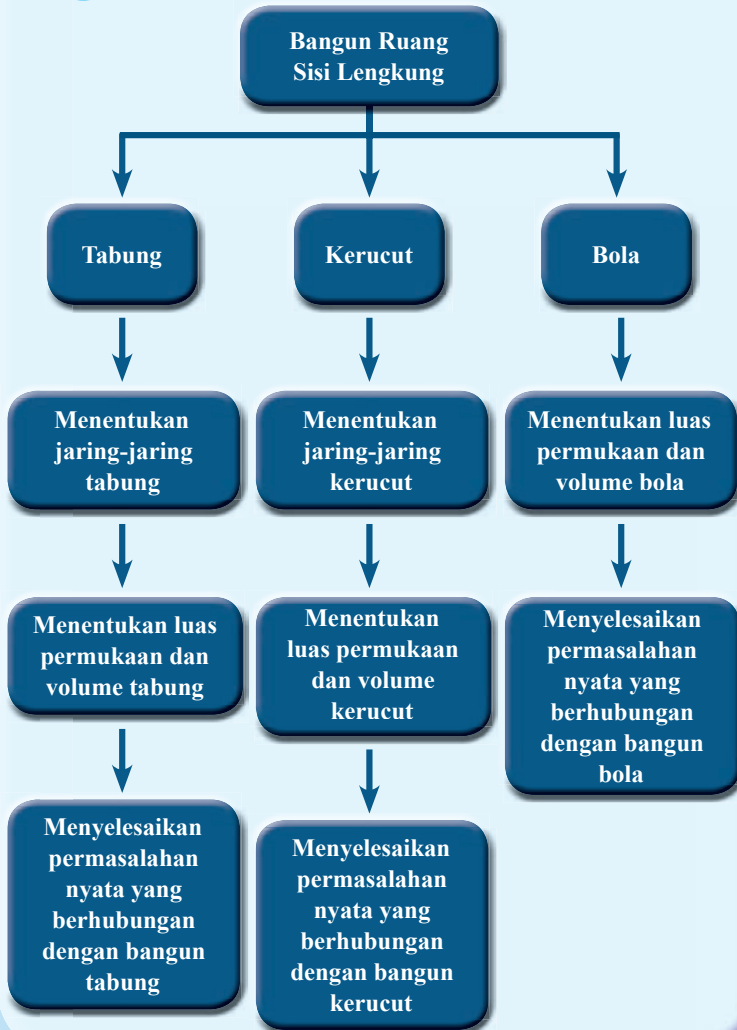 Bangun Ruang
Sisi Lengkung
Tabung
Kerucut
Bola
Menentukan
jaring-jaring
tabung
Menentukan
jaring-jaring
kerucut
Menentukan luas
permukaan dan
volume bola
Menentukan luas
permukaan dan
volume tabung
Menentukan
luas permukaan
dan volume
kerucut
Menyelesaikan
permasalahan
nyata yang
berhubungan
dengan bangun
bola
Menyelesaikan
permasalahan
nyata yang
berhubungan
dengan bangun
tabung
Menyelesaikan
permasalahan
nyata yang
berhubungan
dengan bangun
kerucut